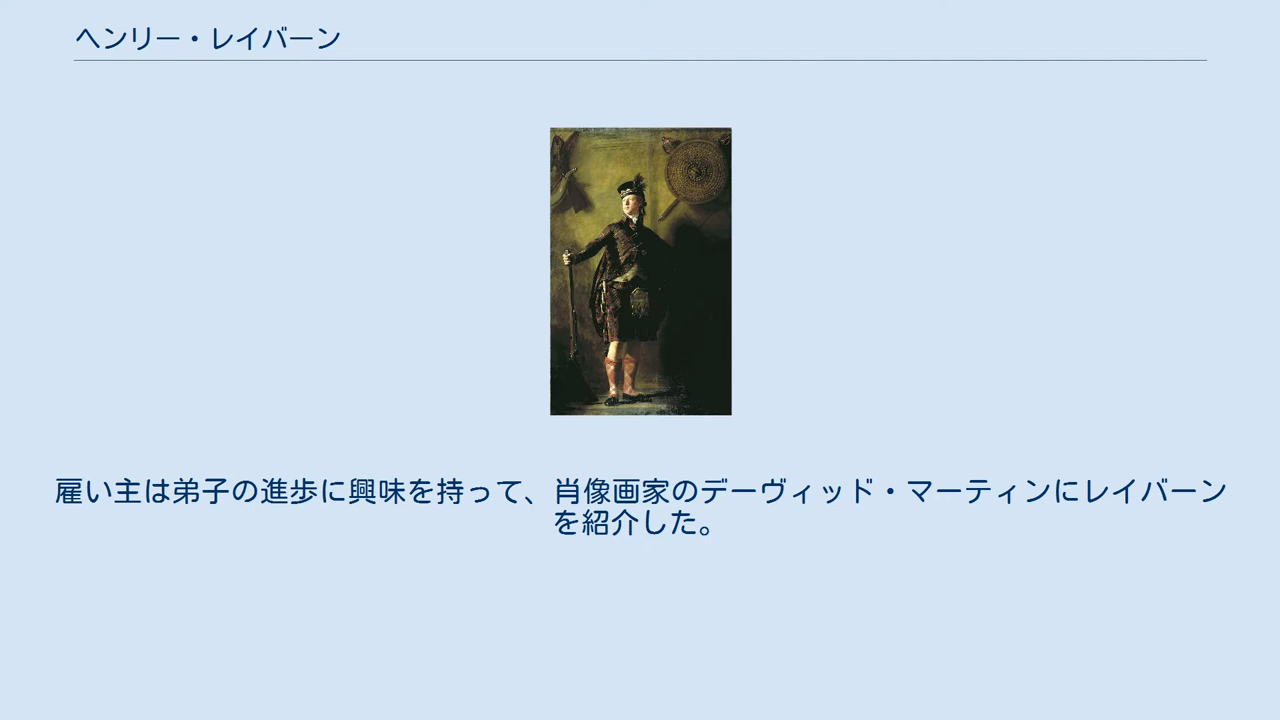 ヘンリー・レイバーン
雇い主は弟子の進歩に興味を持って、肖像画家のデーヴィッド・マーティンにレイバーン
を紹介した。